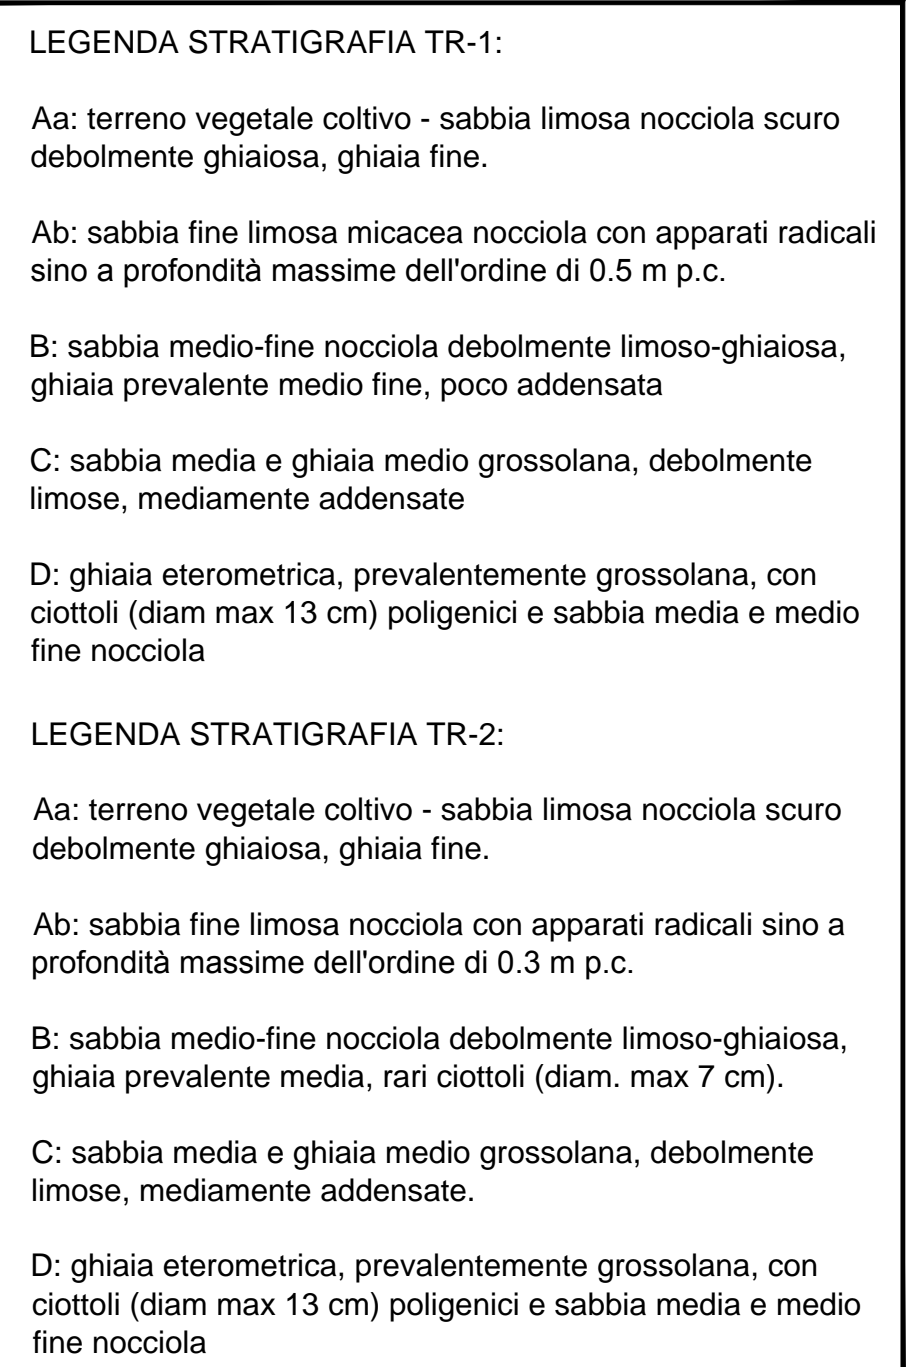 LEGENDA STRATIGRAFIA TR-1:
Aa: terreno vegetale coltivo - sabbia limosa nocciola scuro
debolmente ghiaiosa, ghiaia fine.
Ab: sabbia fine limosa micacea nocciola con apparati radicali
sino a profondità massime dell'ordine di 0.5 m p.c.
B: sabbia medio-fine nocciola debolmente limoso-ghiaiosa,
ghiaia prevalente medio fine, poco addensata
C: sabbia media e ghiaia medio grossolana, debolmente
limose, mediamente addensate
D: ghiaia eterometrica, prevalentemente grossolana, con
ciottoli (diam max 13 cm) poligenici e sabbia media e medio
fine nocciola
LEGENDA STRATIGRAFIA TR-2:
Aa: terreno vegetale coltivo - sabbia limosa nocciola scuro
debolmente ghiaiosa, ghiaia fine.
Ab: sabbia fine limosa nocciola con apparati radicali sino a
profondità massime dell'ordine di 0.3 m p.c.
B: sabbia medio-fine nocciola debolmente limoso-ghiaiosa,
ghiaia prevalente media, rari ciottoli (diam. max 7 cm).
C: sabbia media e ghiaia medio grossolana, debolmente
limose, mediamente addensate.
D: ghiaia eterometrica, prevalentemente grossolana, con
ciottoli (diam max 13 cm) poligenici e sabbia media e medio
fine nocciola